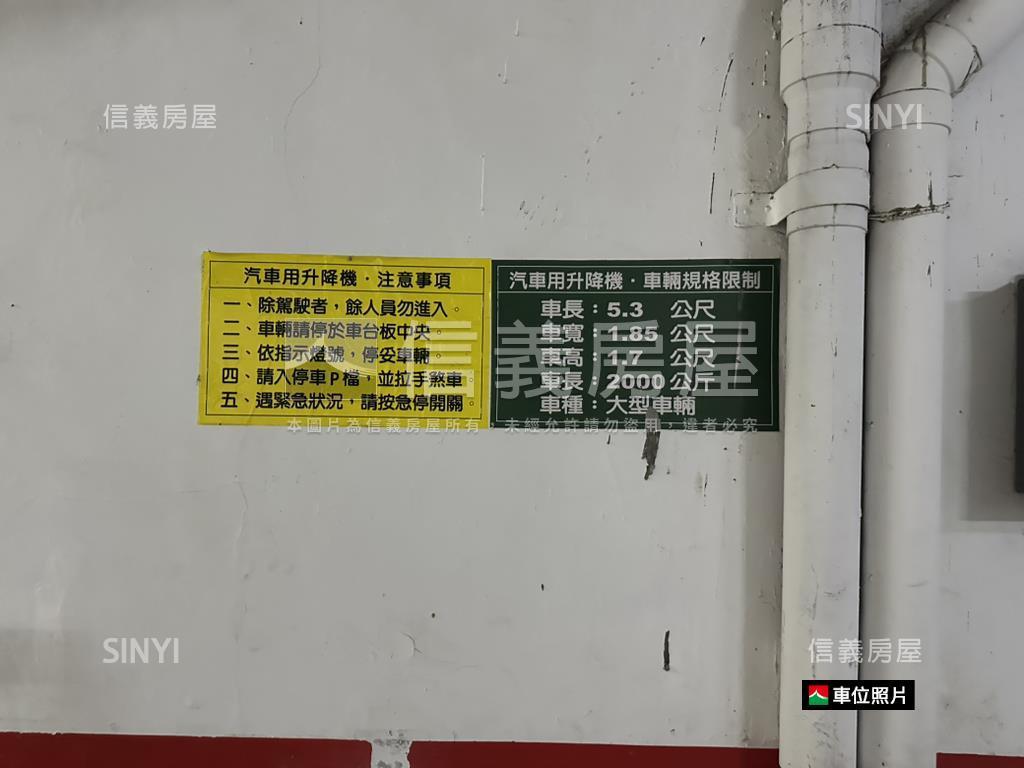 信義房屋
SINYI
汽車用升降機·注意事項
一、除駕駛者，餘人員勿進入。
二、車輛請停於車台板中央。
三、依指示燈號，停妥車輛。
四、請入停車P檔，並拉手煞車。
五、遇緊急狀況，請按急停開關。
汽車用升降機·車輛規格限制
車長：5.3 公尺
車寬：1.85 公尺
車高：1.7 公尺
車長：2000公斤
車種：大型車輛
信義房屋
本圖片為信義房屋所有，未經允許請勿盜用，違者必究
SINYI
信義房屋
車位照片